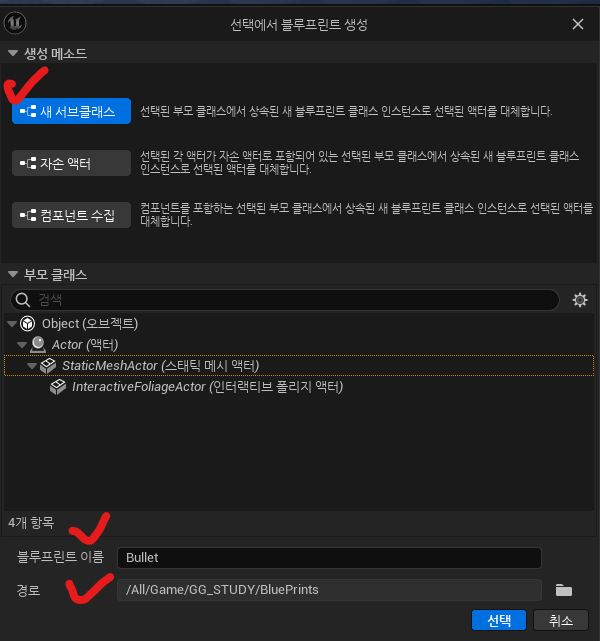 선택에서 블루프린트 생성
생성 메소드
새 서브클래스
선택된 부모 클래스에서 상속된 새 블루프린트 클래스 인스턴스로 선택된 액터를 대체합니다.
자손 액터
선택된 각 액터가 자손 액터로 포함되어 있는 선택된 부모 클래스에서 상속된 새 블루프린트 클래스
인스턴스로 선택된 액터를 대체합니다.
컴포넌트 수집
컴포넌트를 포함하는 선택된 부모 클래스에서 상속된 새 블루프린트 클래스 인스턴스로 선택된 액터를
대체합니다.
부모 클래스
검색
Object (오브젝트)
Actor (액터)
StaticMeshActor (스태틱 메시 액터)
InteractiveFoliageActor (인터랙티브 폴리지 액터)
4개 항목
블루프린트 이름
Bullet
경로
/All/Game/GG_STUDY/BluePrints
선택
취소